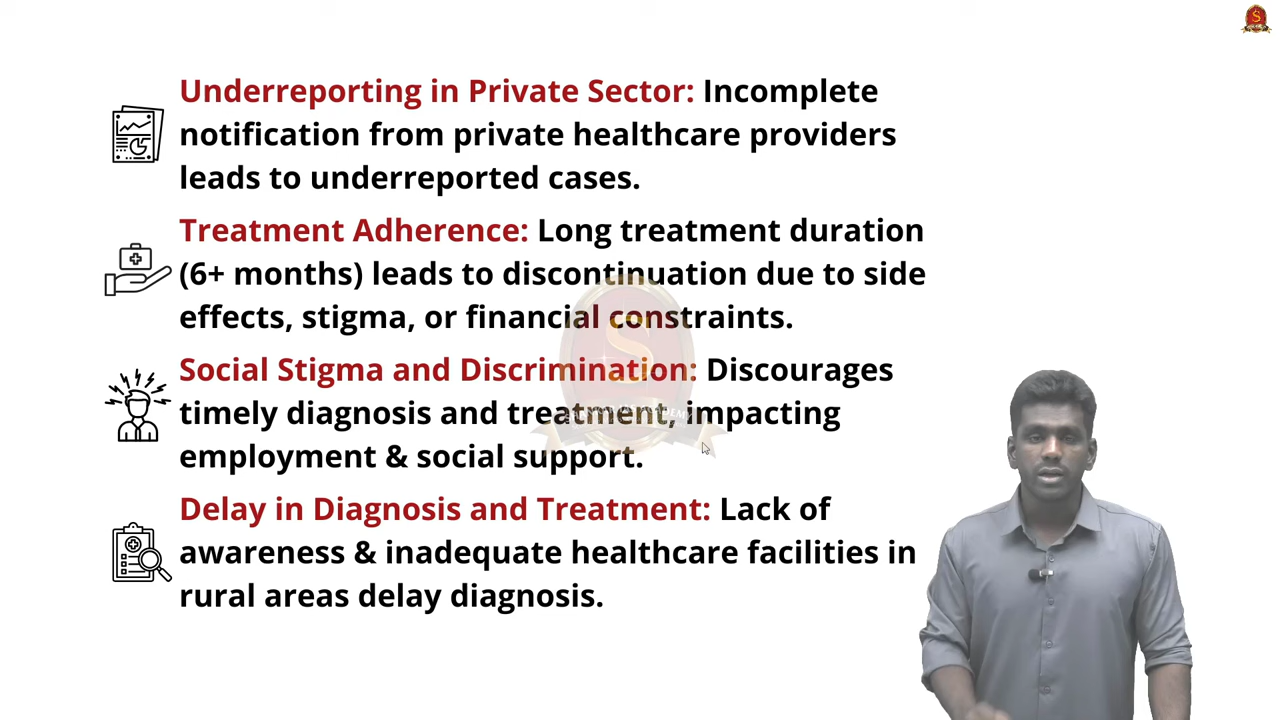 Underreporting in Private Sector: Incomplete
notification from private healthcare providers
leads to underreported cases.
Treatment Adherence: Long treatment duration
(6+ months) leads to discontinuation due to side
effects, stigma, or financial constraints.
Social Stigma and Discrimination: Discourages
timely diagnosis and treatment, impacting
employment & social support.
Delay in Diagnosis and Treatment: Lack of
awareness & inadequate healthcare facilities in
rural areas delay diagnosis.